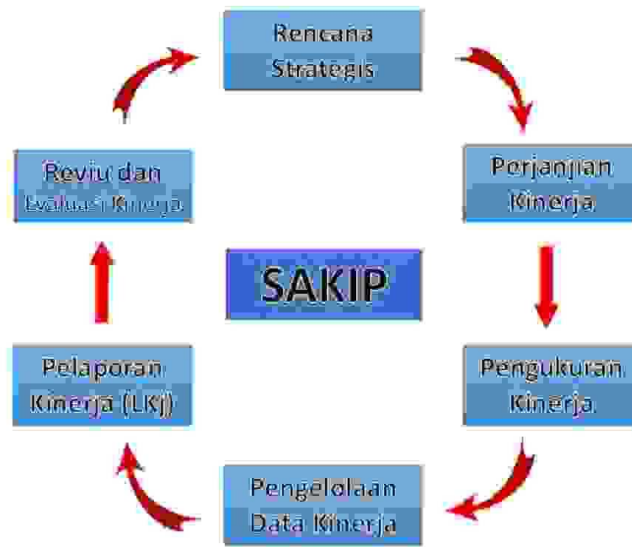 Rencana
Strategis
Perjanjian
Kinerja
Pengukuran
Kinerja
Pengelolaan
Data Kinerja
Pelaporan
Kinerja (LKj)
Reviu dan
Evaluasi Kinerja
SAKIP